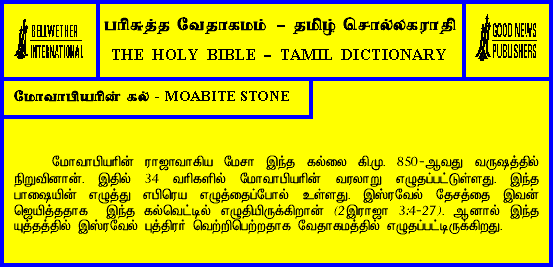 BELLWETHER
INTERNATIONAL
பரிசுத்த வேதாகமம் – தமிழ் சொல்லகராதி
THE HOLY BIBLE – TAMIL DICTIONARY
GOOD NEWS
PUBLISHERS
மோவாபியரின் கல் - MOABITE STONE
மோவாபியரின் ராஜாவாகிய மேசா இந்த கல்லை கி.மு. 850-ஆவது வருஷத்தில்
நிறுவினான். இதில் 34 வரிகளில் மோவாபியரின் வரலாறு எழுதப்பட்டுள்ளது. இந்த
பாஷையின் எழுத்து எபிரெய எழுத்தைப்போல் உள்ளது. இஸ்ரவேல் தேசத்தை இவன்
ஜெயித்ததாக இந்த கல்வெட்டில் எழுதியிருக்கிறான் (2இராஜா 3:4-27). ஆனால் இந்த
யுத்தத்தில் இஸ்ரவேல் புத்திரர் வெற்றிபெற்றதாக வேதாகமத்தில் எழுதப்பட்டிருக்கிறது.